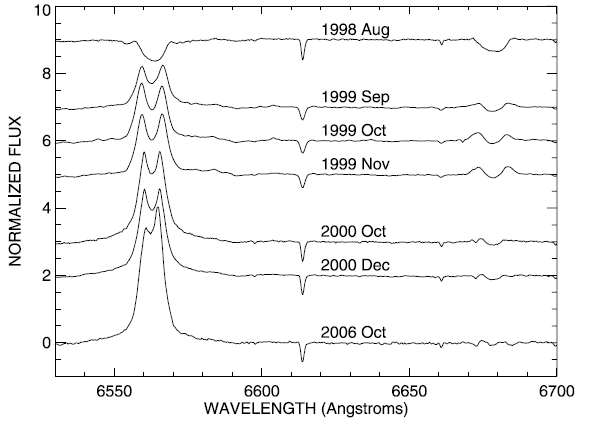 10
8
6
4
2
0
NORMALIZED FLUX
1998 Aug
1999 Sep
1999 Oct
1999 Nov
2000 Oct
2000 Dec
2006 Oct
6550 6600 6650 6700
WAVELENGTH (Angstroms)